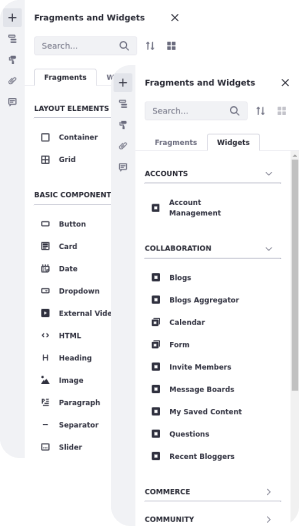 Fragments and Widgets
Search...
Fragments
W
LAYOUT ELEMENTS
Container
Grid
BASIC COMPONENT
Button
Card
Date
Dropdown
External Vide
HTML
Heading
Image
Paragraph
Separator
Slider
Fragments and Widgets
Search...
Fragments Widgets
ACCOUNTS
Account
Management
COLLABORATION
Blogs
Blogs Aggregator
Calendar
Form
Invite Members
Message Boards
My Saved Content
Questions
Recent Bloggers
COMMERCE
COMMUNITY